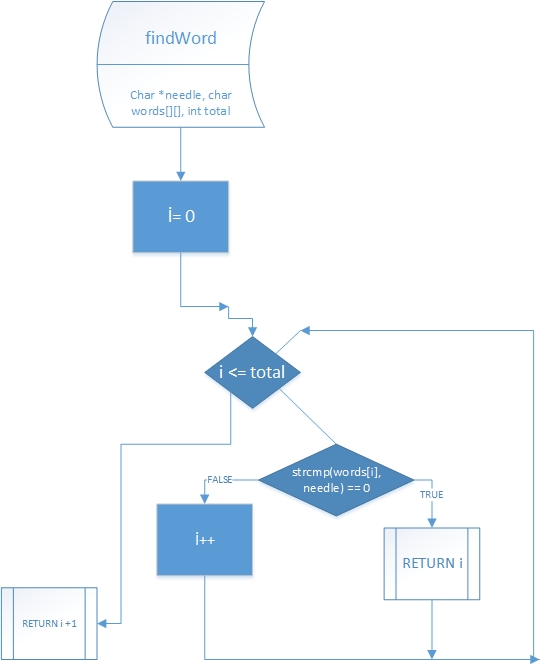 findWord
Char *needle, char
words[][], int total
i= 0
i <= total
strcmp(words[i],
needle) == 0
FALSE
TRUE
i++
RETURN i
RETURN i +1